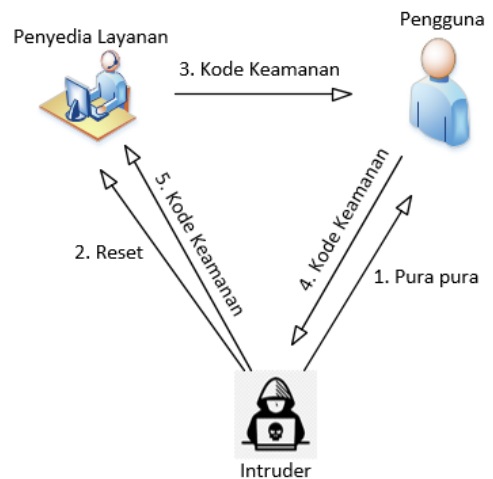 Pengguna
Penyedia Layanan
3. Kode Keamanan
5. Kode Keamanan
4. Kode Keamanan
2. Reset
1. Pura pura
Intruder